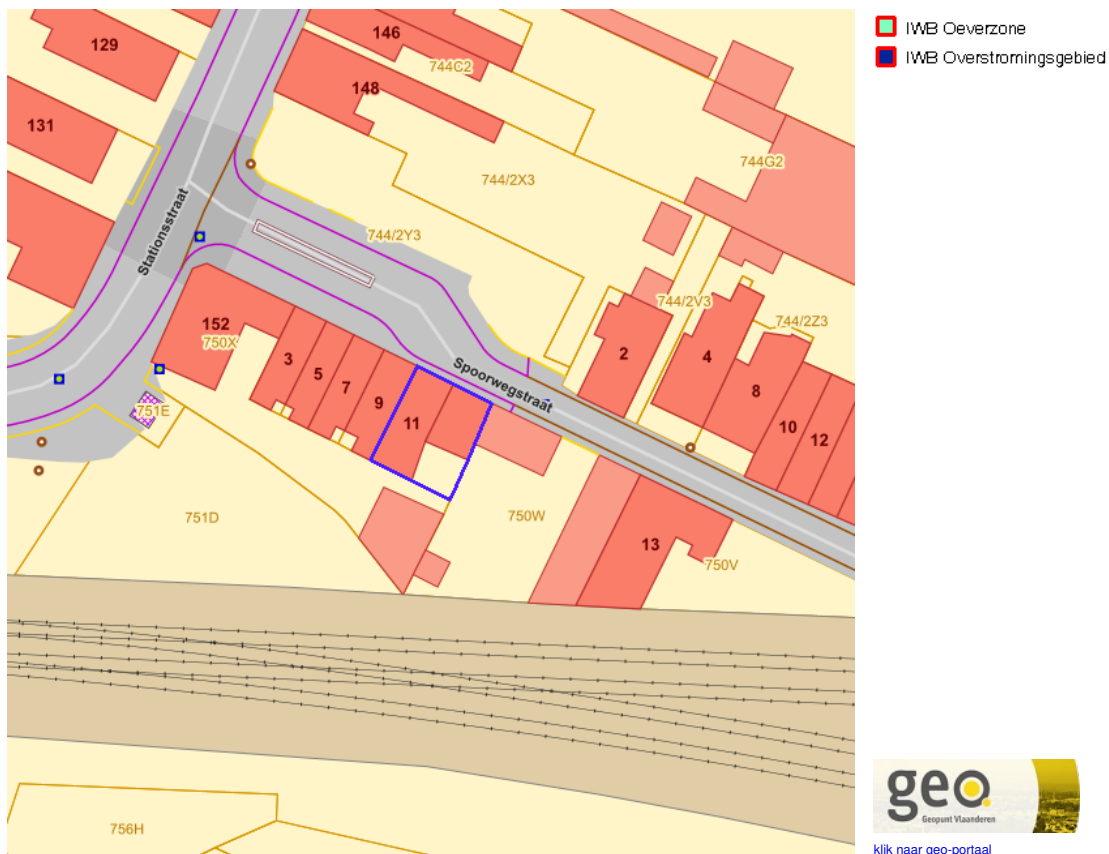 IWB Oeverzone
IWB Overstromingsgebied
129
146
744C2
148
131
744G2
744/2X3
Stationsstraat
744/2Y3
744/2V3
744/2Z3
152
750X
3
5
7
9
11
Spoorwegstraat
2
4
8
10
12
751E
751D
750W
13
750V
756H
geo.
Geopunt Vlaanderen
klik naar geo-portaal